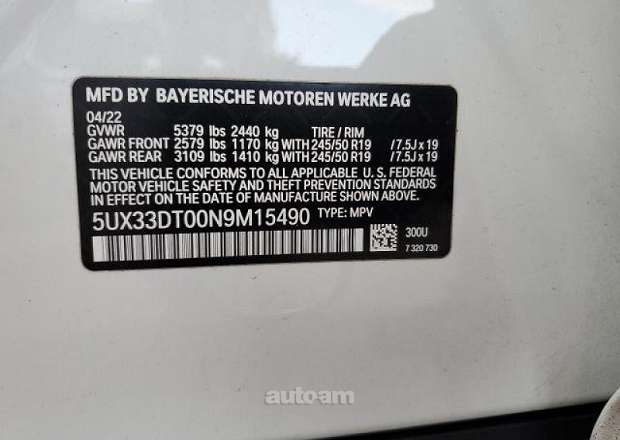 MFD BY BAYERISCHE MOTOREN WERKE AG
04/22
GVWR 5379 lbs 2440 kg TIRE / RIM
GAWR FRONT 2579 lbs 1170 kg WITH 245/50 R19 /7.5J x 19
GAWR REAR 3109 lbs 1410 kg WITH 245/50 R19 /7.5J x 19
THIS VEHICLE CONFORMS TO ALL APPLICABLE U. S. FEDERAL
MOTOR VEHICLE SAFETY AND THEFT PREVENTION STANDARDS
IN EFFECT ON THE DATE OF MANUFACTURE SHOWN ABOVE.
5UX33DT00N9M15490 TYPE: MPV
300U
7 320 730
auto.am